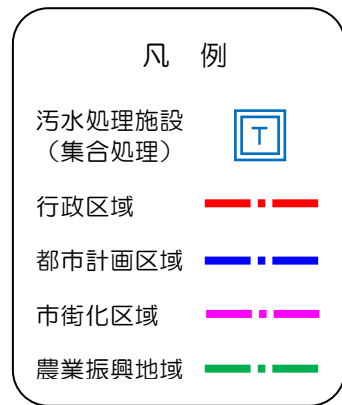 凡 例
汚水処理施設
（集合処理）
T
行政区域
都市計画区域
市街化区域
農業振興地域